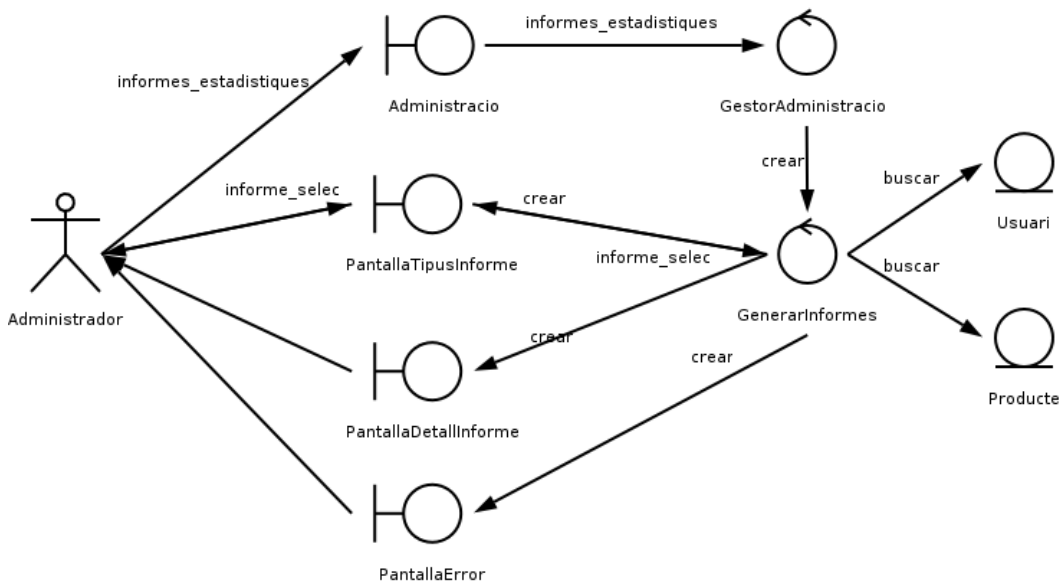 informes_estadistiques
informes_estadistiques
Administracio
GestorAdministracio
crear
buscar
informe_selec
crear
Usuari
informe_selec
PantallaTipusInforme
buscar
Administrador
GenerarInformes
crear
crear
Producte
PantallaDetallInforme
PantallaError